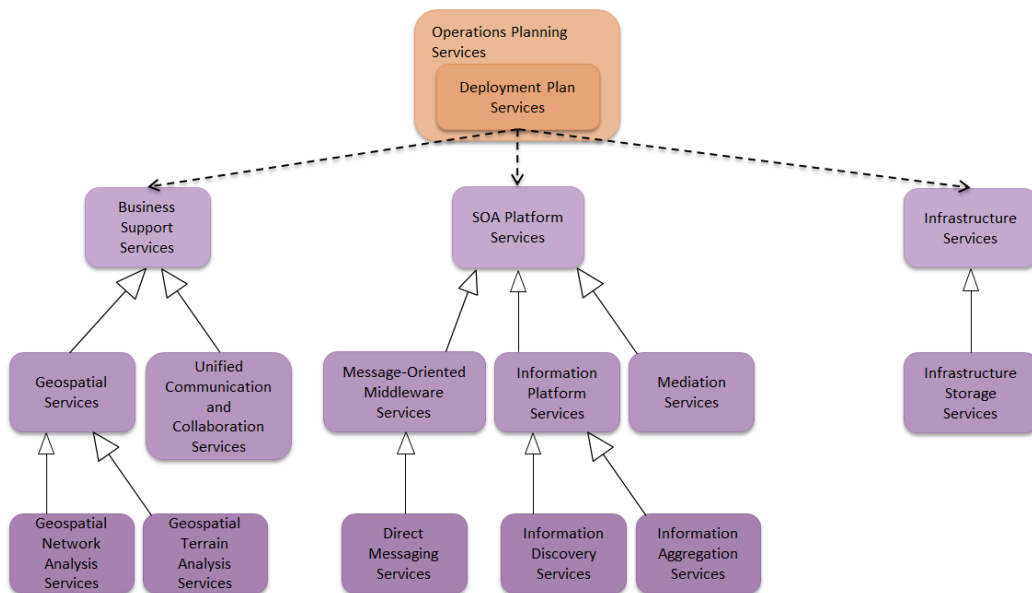 Operations Planning
Services
Deployment Plan
Services
Business
Support
Services
SOA Platform
Services
Infrastructure
Services
Geospatial
Services
Unified
Communication
and
Collaboration
Services
Message-Oriented
Middleware
Services
Information
Platform
Services
Mediation
Services
Infrastructure
Storage
Services
Geospatial
Network
Analysis
Services
Geospatial
Terrain
Analysis
Services
Direct
Messaging
Services
Information
Discovery
Services
Information
Aggregation
Services